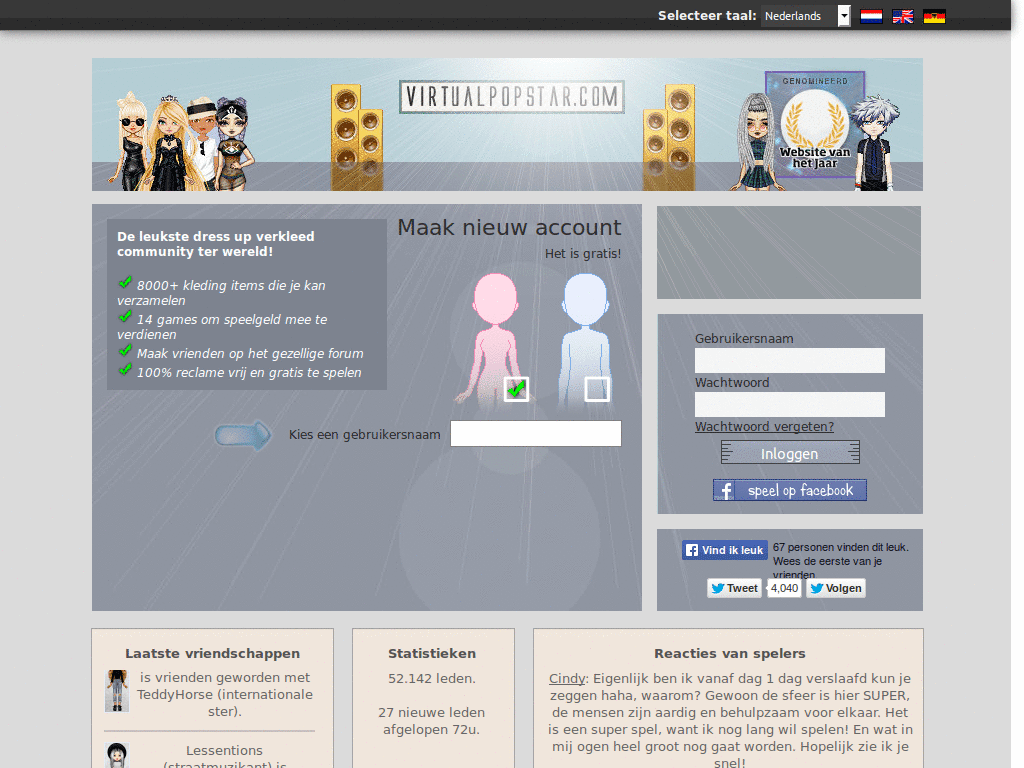 Selecteer taal: Nederlands
VIRTUALPOPSTAR.COM
GENOMINEERD
Website van
het Jaar
De leukste dress up verkleed
community ter wereld!
8000+ kleding items die je kan
verzamelen
14 games om speelgeld mee te
verdienen
Maak vrienden op het gezellige forum
100% reclame vrij en gratis te spelen
Maak nieuw account
Het is gratis!
Kies een gebruikersnaam
Gebruikersnaam
Wachtwoord
Wachtwoord vergeten?
Inloggen
speel op facebook
Vind ik leuk
67 personen vinden dit leuk.
Wees de eerste van je
vrienden
Tweet 4,040 Volgen
Laatste vriendschappen
is vrienden geworden met
TeddyHorse (internationale
ster).
Lessentions
(straatmuzikant) is
Statistieken
52.142 leden.
27 nieuwe leden
afgelopen 72u.
Reacties van spelers
Cindy: Eigenlijk ben ik vanaf dag 1 dag verslaafd kun je
zeggen haha, waarom? Gewoon de sfeer is hier SUPER,
de mensen zijn aardig en behulpzaam voor elkaar. Het
is een super spel, want ik nog lang wil spelen! En wat in
mij ogen heel groot nog gaat worden. Hopelijk zie ik je
snel!